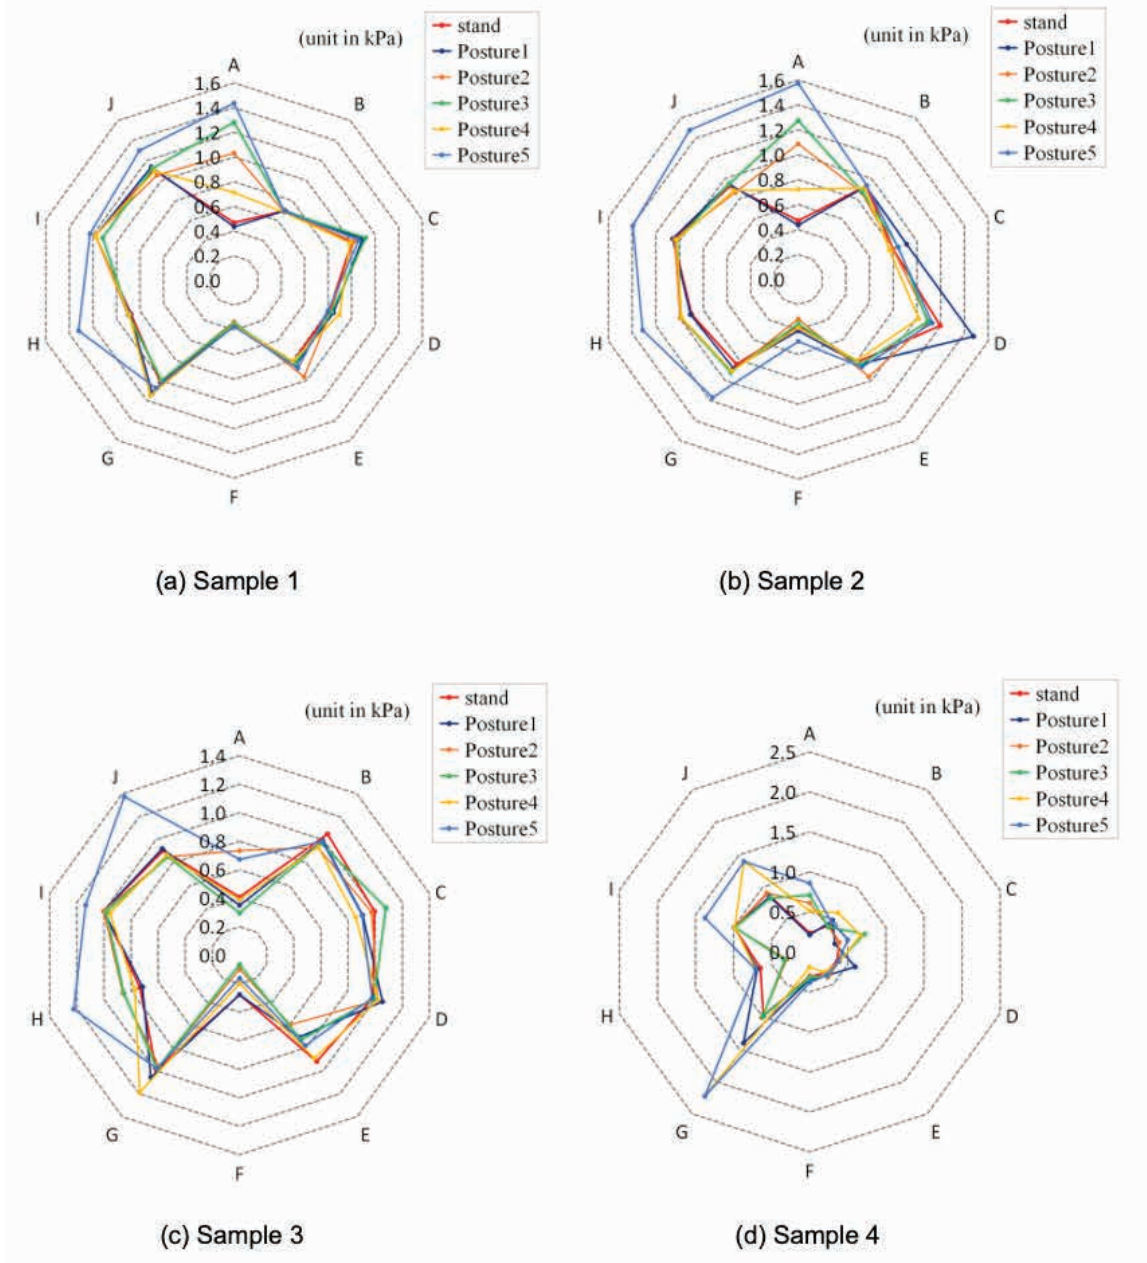 (unit in kPa)
stand
Posture1
Posture2
Posture3
Posture4
Posture5
A
B
C
D
E
F
G
H
I
J
1.6
1.4
1.2
1.0
0.8
0.6
0.4
0.2
0.0
(a) Sample 1
(unit in kPa)
stand
Posture1
Posture2
Posture3
Posture4
Posture5
A
B
C
D
E
F
G
H
I
J
1.6
1.4
1.2
1.0
0.8
0.6
0.4
0.2
0.0
(b) Sample 2
(unit in kPa)
stand
Posture1
Posture2
Posture3
Posture4
Posture5
A
B
C
D
E
F
G
H
I
J
1.4
1.2
1.0
0.8
0.6
0.4
0.2
0.0
(c) Sample 3
(unit in kPa)
stand
Posture1
Posture2
Posture3
Posture4
Posture5
A
B
C
D
E
F
G
H
I
J
2.5
2.0
1.5
1.0
0.5
0.0
(d) Sample 4